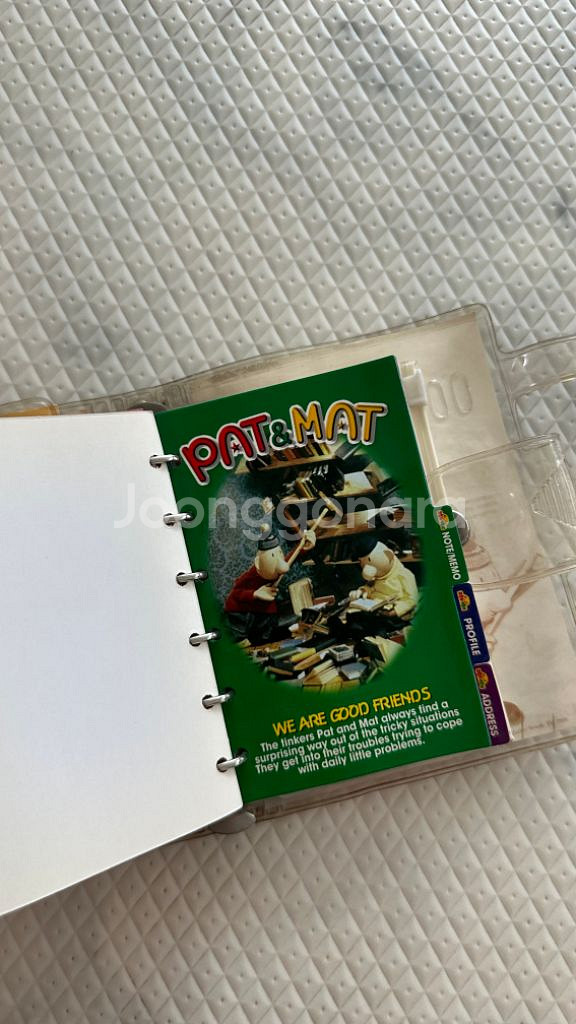 PAT & MAT
Joonggonara
NOTE/MEMO
PROFILE
ADDRESS
WE ARE GOOD FRIENDS
The tinkers Pat and Mat always find a
surprising way out of the tricky situations
They get into their troubles trying to cope
with daily little problems.